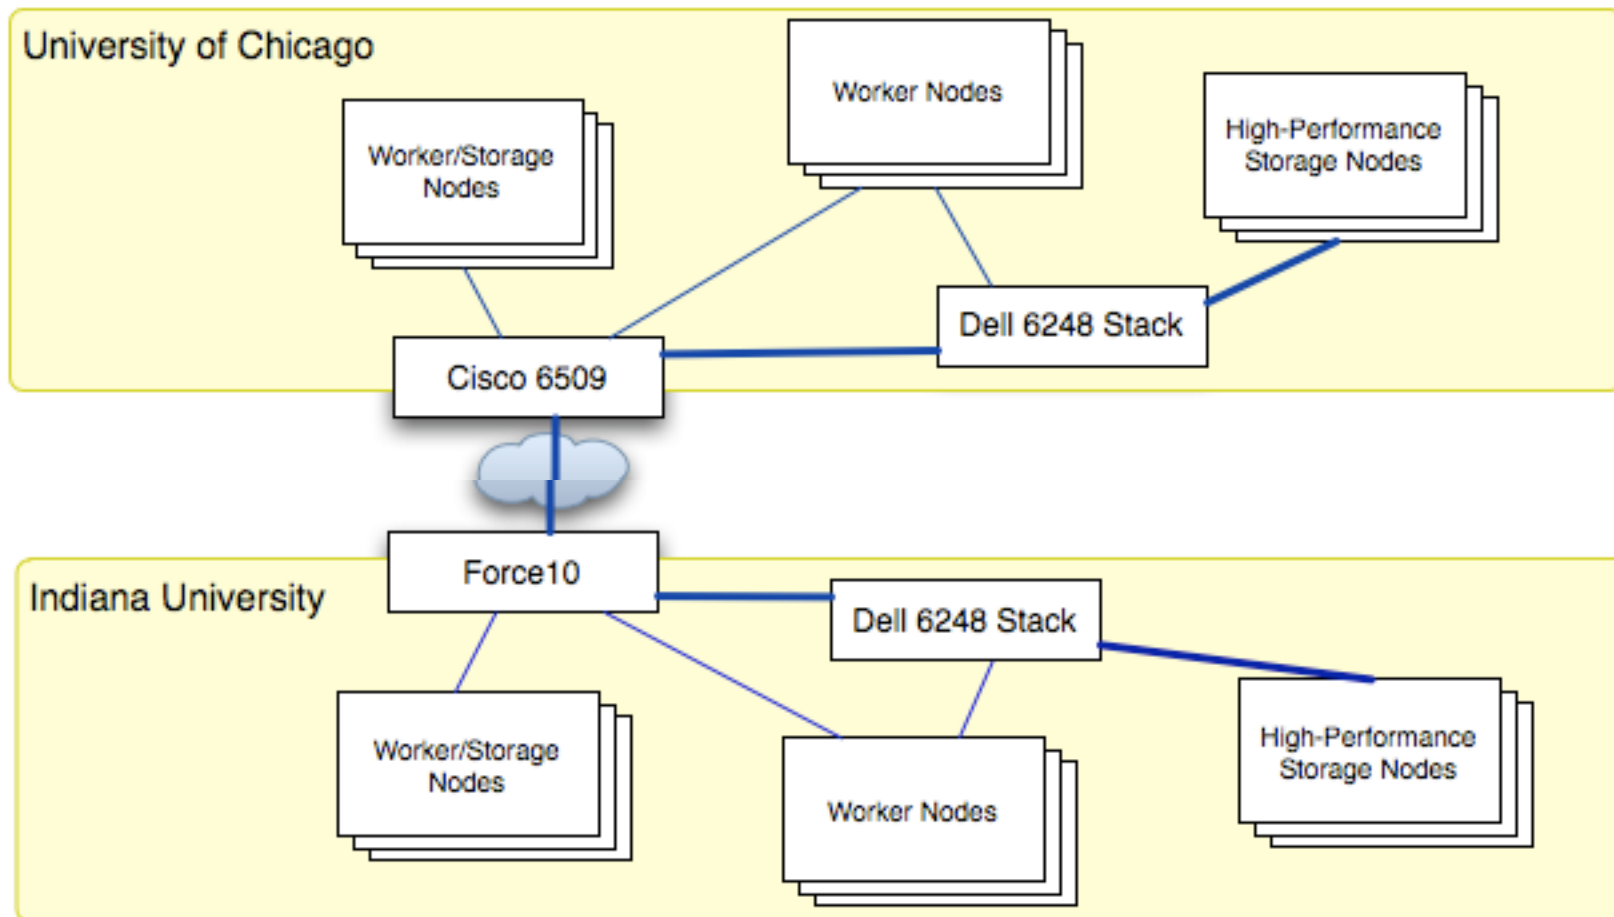 University of Chicago
Worker Nodes
High-Performance
Storage Nodes
Worker/Storage
Nodes
Dell 6248 Stack
Cisco 6509
Force10
Indiana University
Dell 6248 Stack
Worker/Storage
Nodes
High-Performance
Storage Nodes
Worker Nodes